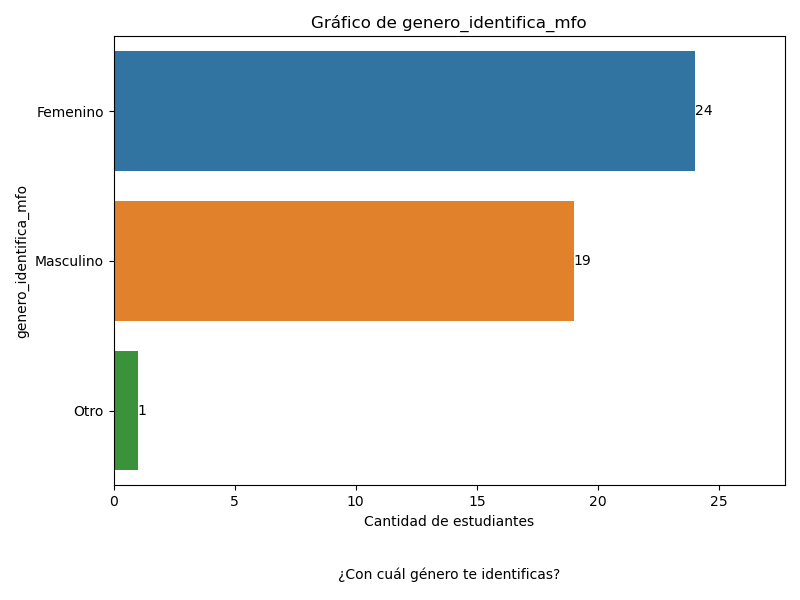 Gráfico de genero_identifica_mfo
genero_identifica_mfo
Femenino
24
Masculino
19
Otro
1
0 5 10 15 20 25
Cantidad de estudiantes
¿Con cuál género te identificas?